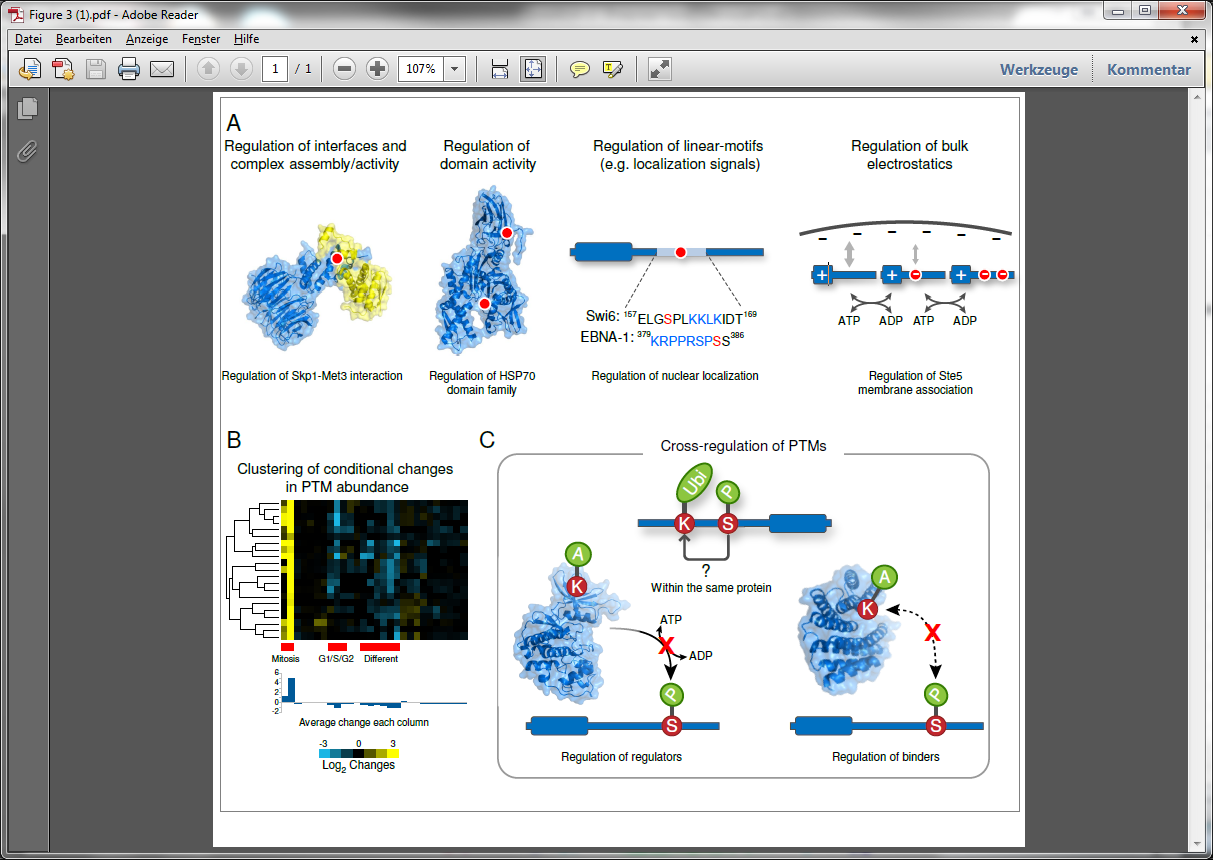 Figure 3 (1).pdf - Adobe Reader
Datei Bearbeiten Anzeige Fenster Hilfe
1 / 1 107% Werkzeuge Kommentar
A
Regulation of interfaces and
complex assembly/activity
Regulation of
domain activity
Regulation of linear-motifs
(e.g. localization signals)
Regulation of bulk
electrostatics
Swi6: 157ELGSPLKKLKIDT169
EBNA-1: 379KRPPRSPSS386
− − − − − −
+ + − + − −
ATP ADP ATP ADP
Regulation of Skp1-Met3 interaction
Regulation of HSP70
domain family
Regulation of nuclear localization
Regulation of Ste5
membrane association
B
Clustering of conditional changes
in PTM abundance
Mitosis G1/S/G2 Different
6
4
2
0
-2
Average change each column
-3 0 3
Log2 Changes
C
Cross-regulation of PTMs
Ubi P
K S
?
Within the same protein
A
K
ATP
X
ADP
P
S
Regulation of regulators
A
K
X
P
S
Regulation of binders